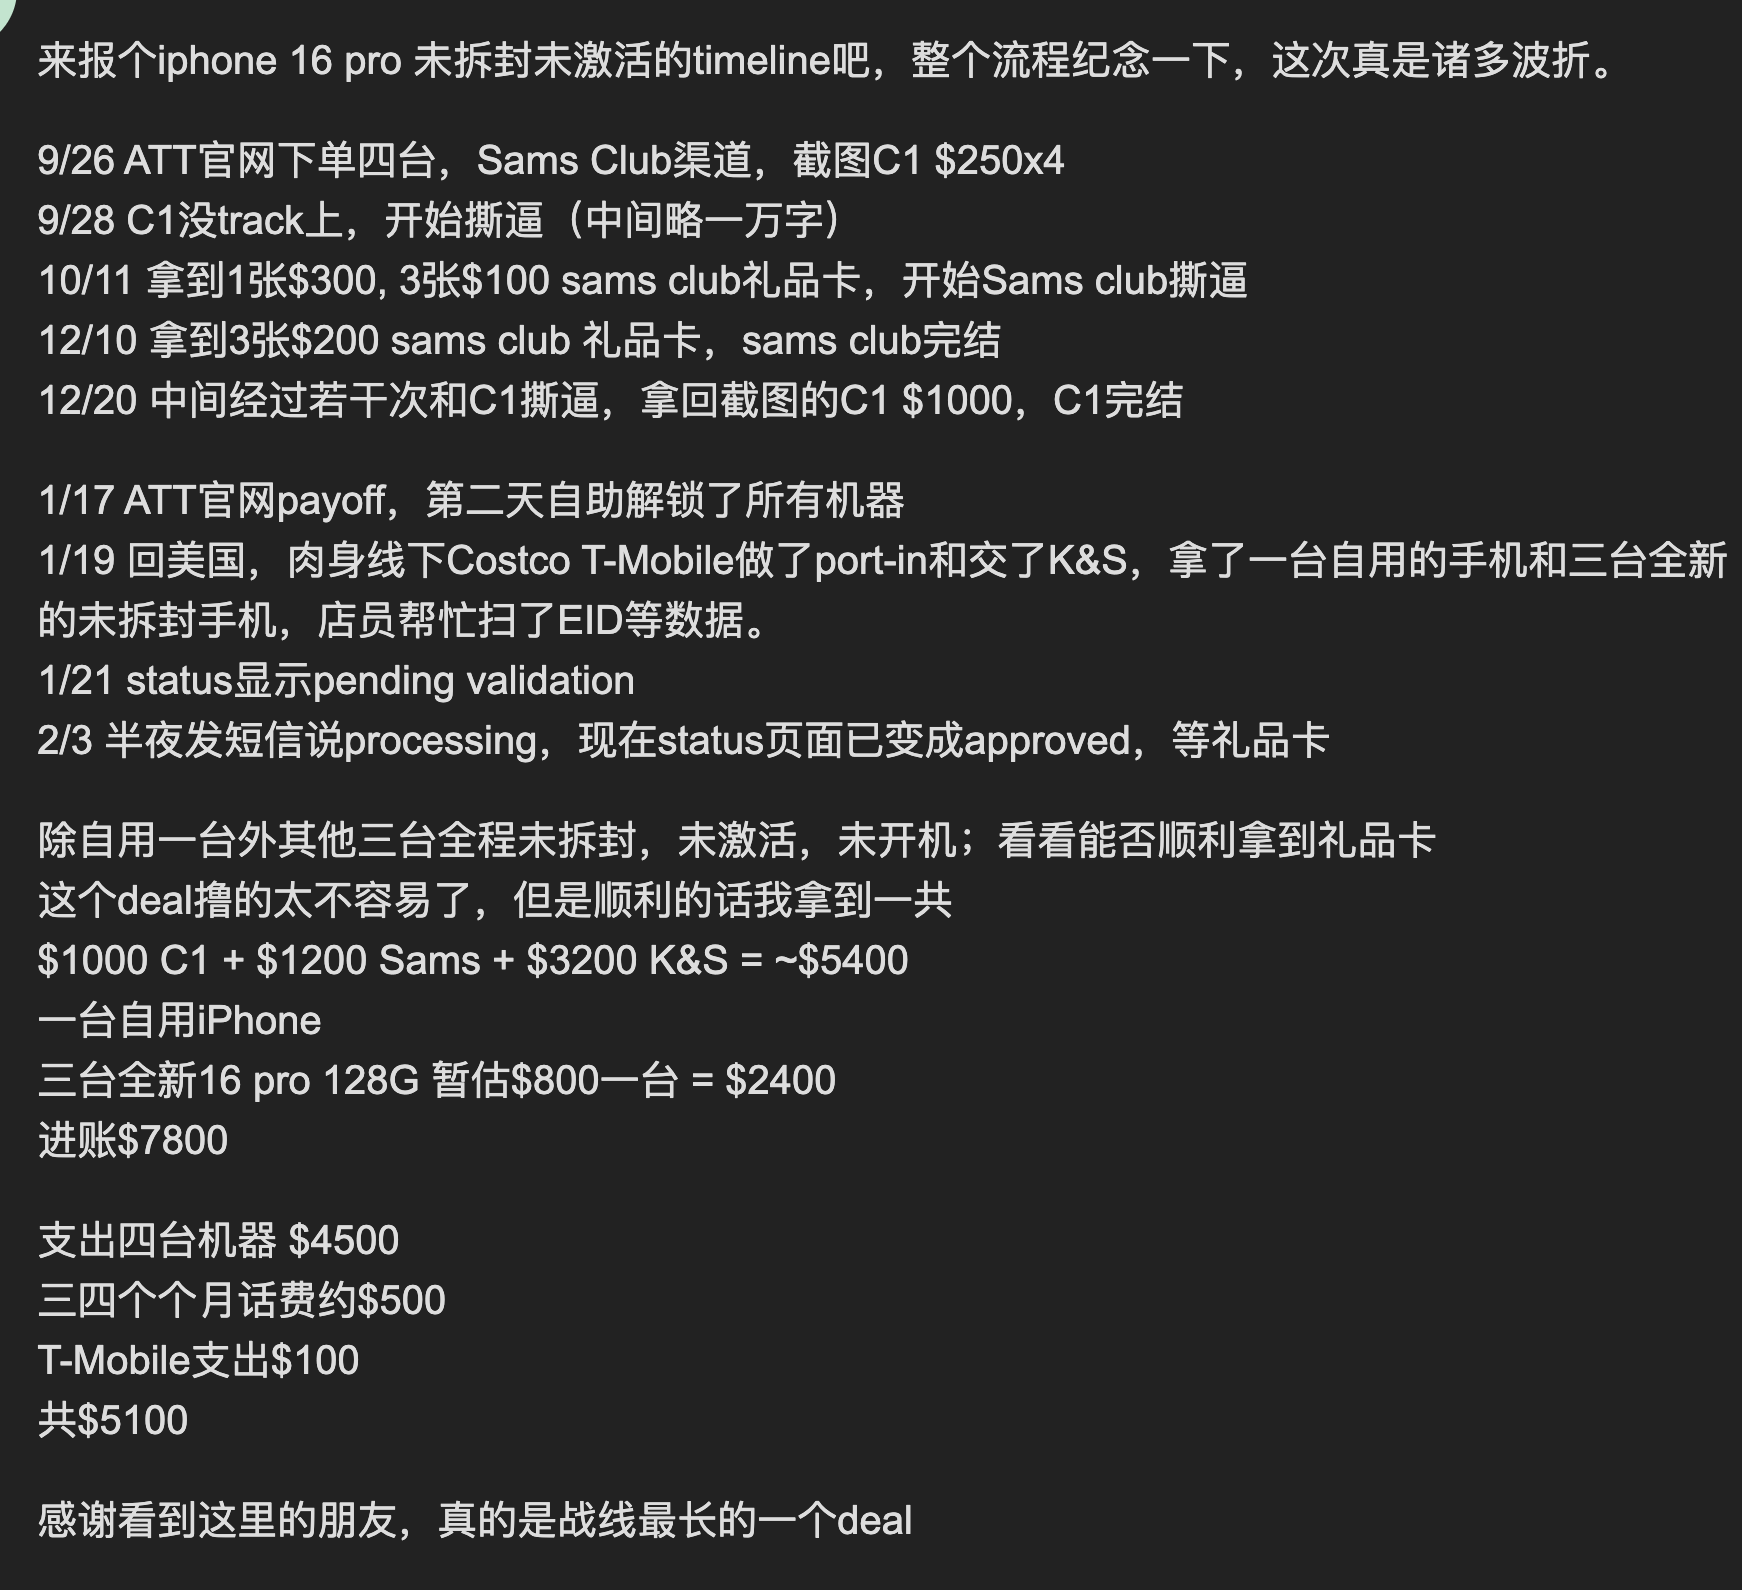 来报个iphone 16 pro 未拆封未激活的timeline吧，整个流程纪念一下，这次真是诸多波折。
9/26 ATT官网下单四台，Sams Club渠道，截图C1 $250x4
9/28 C1没track上，开始撕逼（中间略一万字）
10/11 拿到1张$300, 3张$100 sams club礼品卡，开始Sams club撕逼
12/10 拿到3张$200 sams club 礼品卡，sams club完结
12/20 中间经过若干次和C1撕逼，拿回截图的C1 $1000，C1完结
1/17 ATT官网payoff，第二天自助解锁了所有机器
1/19 回美国，肉身线下Costco T-Mobile做了port-in和交了K&S，拿了一台自用的手机和三台全新
的未拆封手机，店员帮忙扫了EID等数据。
1/21 status显示pending validation
2/3 半夜发短信说processing，现在status页面已变成approved，等礼品卡
除自用一台外其他三台全程未拆封，未激活，未开机；看看能否顺利拿到礼品卡
这个deal撸的太不容易了，但是顺利的话我拿到一共
$1000 C1 + $1200 Sams + $3200 K&S = ~$5400
一台自用iPhone
三台全新16 pro 128G 暂估$800一台 = $2400
进账$7800
支出四台机器 $4500
三四个个月话费约$500
T-Mobile支出$100
共$5100
感谢看到这里的朋友，真的是战线最长的一个deal